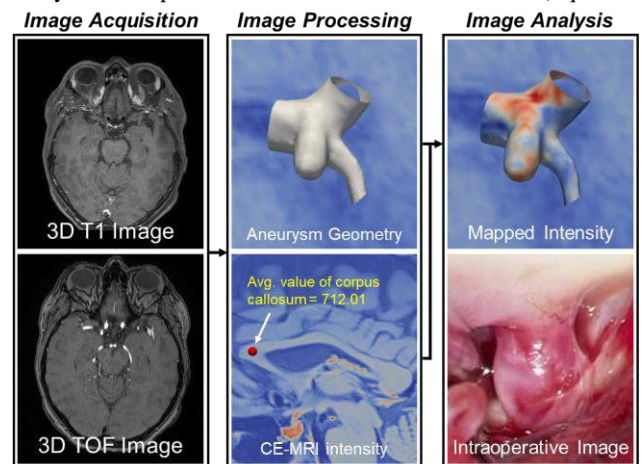 Image Acquisition
Image Processing
Image Analysis
3D T1 Image
Aneurysm Geometry
Mapped Intensity
Avg. value of corpus
callosum = 712.01
3D TOF Image
CE-MRI intensity
Intraoperative Image